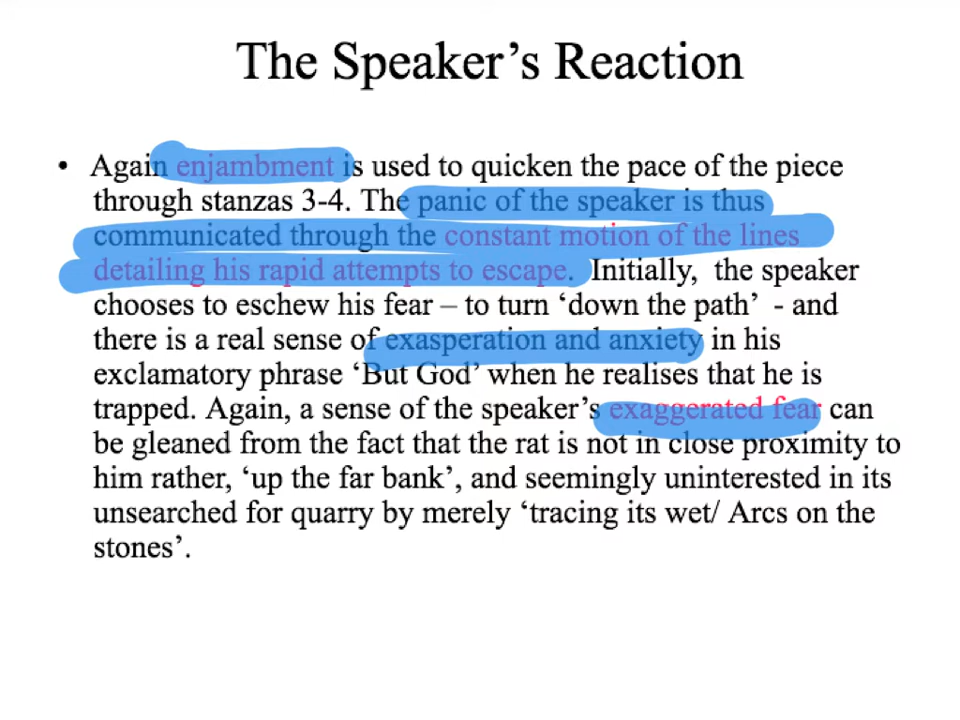 The Speaker’s Reaction
• Again enjambment is used to quicken the pace of the piece
through stanzas 3-4. The panic of the speaker is thus
communicated through the constant motion of the lines
detailing his rapid attempts to escape. Initially, the speaker
chooses to eschew his fear – to turn ‘down the path’ - and
there is a real sense of exasperation and anxiety in his
exclamatory phrase ‘But God’ when he realises that he is
trapped. Again, a sense of the speaker’s exaggerated fear can
be gleaned from the fact that the rat is not in close proximity to
him rather, ‘up the far bank’, and seemingly uninterested in its
unsearched for quarry by merely ‘tracing its wet/ Arcs on the
stones’.